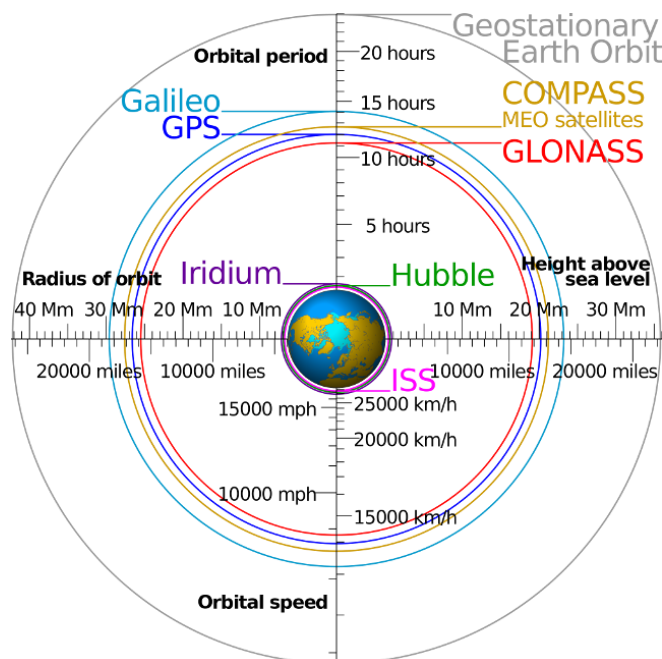 Geostationary
Earth Orbit
Orbital period
20 hours
Galileo
15 hours
COMPASS
GPS
MEO satellites
10 hours
GLONASS
5 hours
Radius of orbit
Iridium
Hubble
Height above
sea level
40 Mm
30 Mm
20 Mm
10 Mm
10 Mm
20 Mm
30 Mm
20000 miles
10000 miles
10000 miles
20000 miles
ISS
15000 mph
25000 km/h
20000 km/h
10000 mph
15000 km/h
Orbital speed